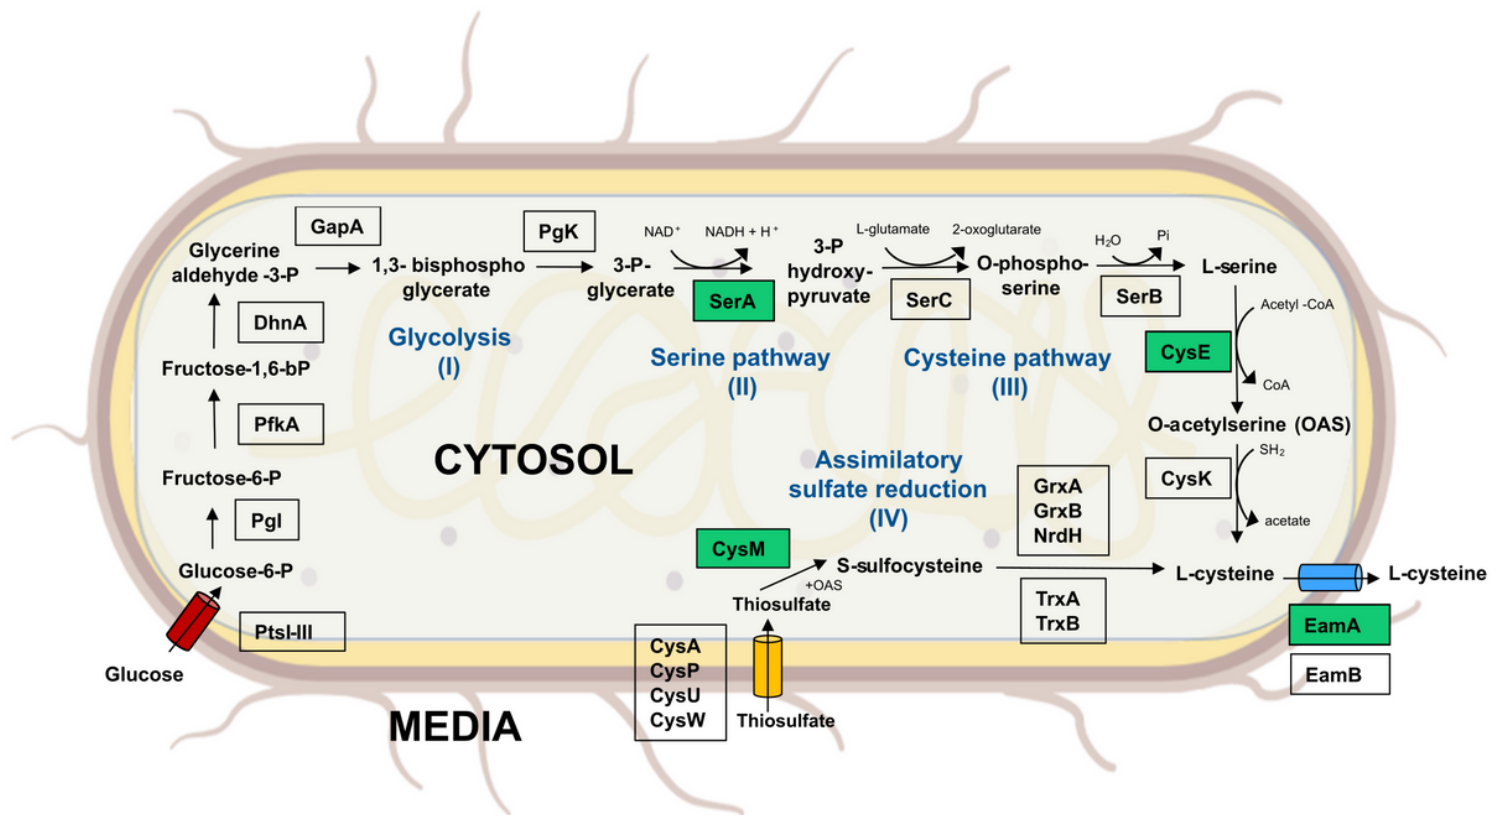 GapA
PgK
NAD+
NADH + H+
L-glutamate
2-oxoglutarate
H2O
Pi
Glycerine
aldehyde -3-P
1,3- bisphospho
glycerate
3-P-
glycerate
3-P
hydroxy-
pyruvate
O-phospho-
serine
L-serine
SerA
SerC
SerB
DhnA
Acetyl -CoA
Glycolysis
(I)
Serine pathway
(II)
Cysteine pathway
(III)
CysE
CoA
Fructose-1,6-bP
PfkA
O-acetylserine (OAS)
CYTOSOL
SH2
CysK
acetate
Assimilatory
sulfate reduction
(IV)
Fructose-6-P
PgI
GrxA
GrxB
NrdH
CysM
Glucose-6-P
S-sulfocysteine
L-cysteine
L-cysteine
+OAS
Thiosulfate
TrxA
TrxB
PtsI-III
EamA
EamB
Glucose
CysA
CysP
CysU
CysW
Thiosulfate
MEDIA